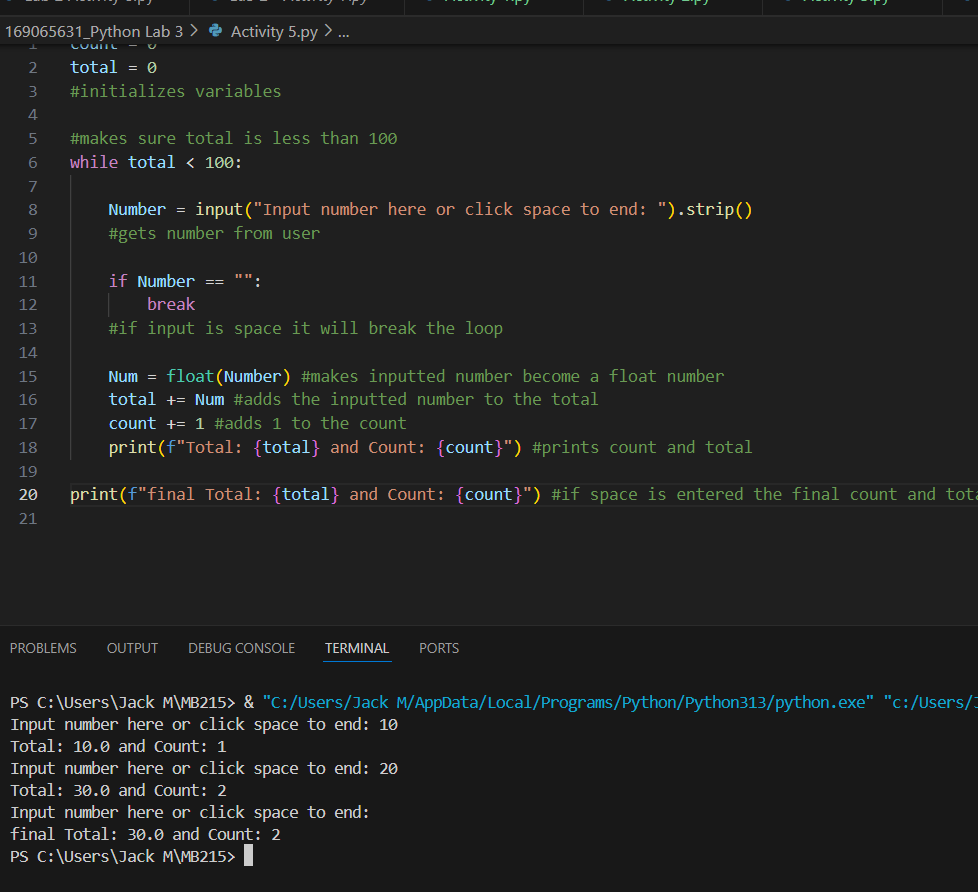 169065631_Python Lab 3 > Activity 5.py > ...
1 count = 0
2 total = 0
3 #initializes variables
4
5 #makes sure total is less than 100
6 while total < 100:
7
8 Number = input("Input number here or click space to end: ").strip()
9 #gets number from user
10
11 if Number == "":
12 break
13 #if input is space it will break the loop
14
15 Num = float(Number) #makes inputted number become a float number
16 total += Num #adds the inputted number to the total
17 count += 1 #adds 1 to the count
18 print(f"Total: {total} and Count: {count}") #prints count and total
19
20 print(f"final Total: {total} and Count: {count}") #if space is entered the final count and tota
21
PROBLEMS OUTPUT DEBUG CONSOLE TERMINAL PORTS
PS C:\Users\Jack M\MB215> & "C:/Users/Jack M/AppData/Local/Programs/Python/Python313/python.exe" "c:/Users/J
Input number here or click space to end: 10
Total: 10.0 and Count: 1
Input number here or click space to end: 20
Total: 30.0 and Count: 2
Input number here or click space to end:
final Total: 30.0 and Count: 2
PS C:\Users\Jack M\MB215>